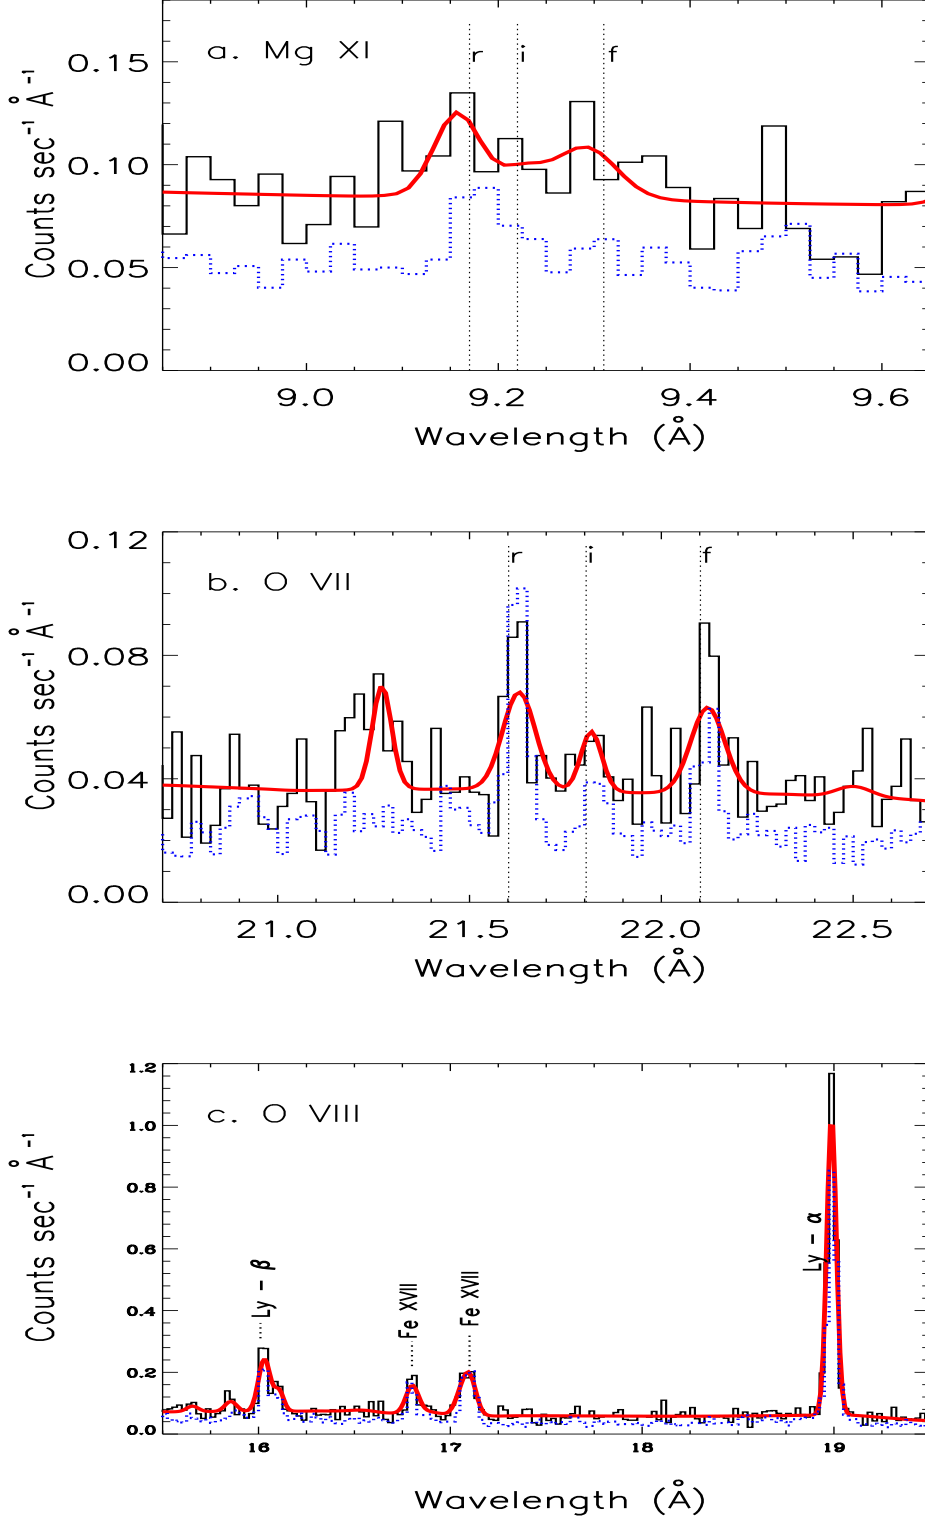 a. Mg XI
r
i
f
0.15
0.10
0.05
0.00
Counts sec⁻¹ Å⁻¹
9.0 9.2 9.4 9.6
Wavelength (Å)
b. O VII
r
i
f
0.12
0.08
0.04
0.00
Counts sec⁻¹ Å⁻¹
21.0 21.5 22.0 22.5
Wavelength (Å)
c. O VIII
1.2
1.0
0.8
0.6
0.4
0.2
0.0
Counts sec⁻¹ Å⁻¹
Ly - β
Fe XVII
Fe XVII
Ly - α
16 17 18 19
Wavelength (Å)